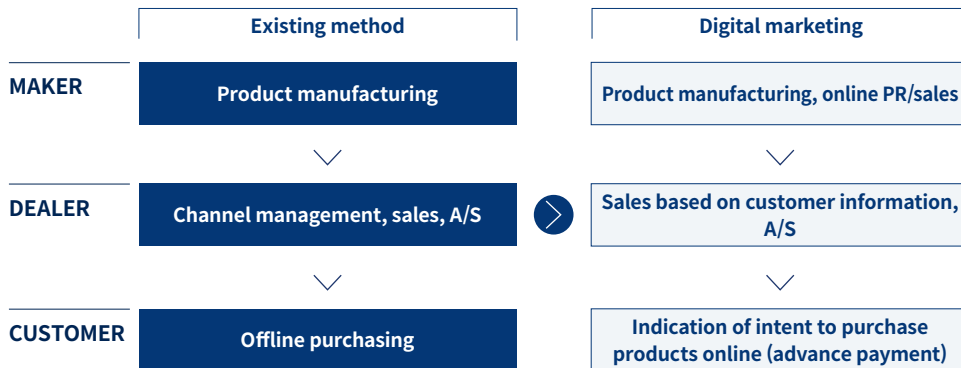 Existing method
Digital marketing
MAKER
Product manufacturing
Product manufacturing, online PR/sales
DEALER
Channel management, sales, A/S
Sales based on customer information,
A/S
CUSTOMER
Offline purchasing
Indication of intent to purchase
products online (advance payment)